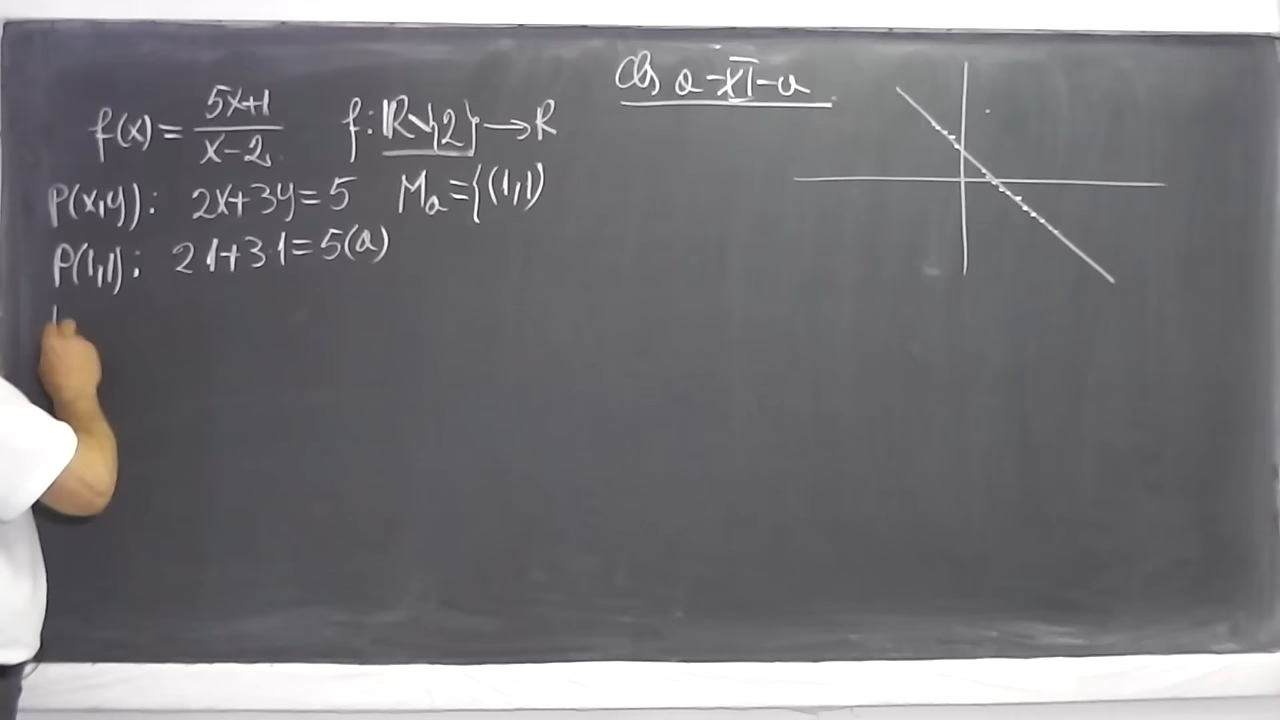 Cls a-XI-a
f(x) = \frac{5x+1}{x-2} f: ℝ\{2} → R
P(x,y): 2x+3y=5 Ma={(1,1)
P(1,1): 2·1+3·1=5(a)